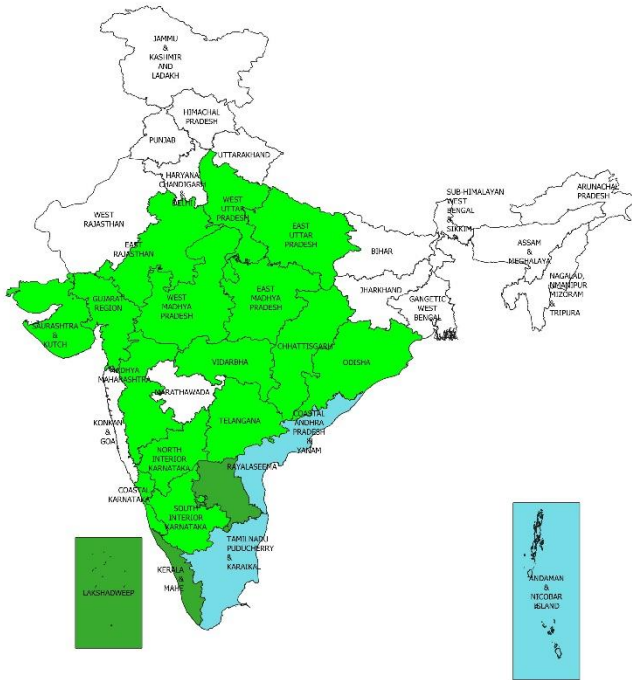 JAMMU
&
KASHMIR
AND
LADAKH
HIMACHAL
PRADESH
PUNJAB
UTTARAKHAND
HARYANA
CHANDIGARH
&
DELHI
WEST
UTTAR
PRADESH
WEST
RAJASTHAN
EAST
RAJASTHAN
EAST
UTTAR
PRADESH
SUB-HIMALAYAN
WEST
BENGAL
&
SIKKIM
ARUNACHAL
PRADESH
ASSAM
&
MEGHALAYA
NAGALAD,
NMANIPUR
MIZORAM
&
TRIPURA
BIHAR
JHARKHAND
GANGETIC
WEST
BENGAL
GUJARAT
REGION
SAURASHTRA
&
KUTCH
WEST
MADHYA
PRADESH
EAST
MADHYA
PRADESH
CHHATTISGARH
ODISHA
VIDARBHA
MADHYA
MAHARASHTRA
MARATHAWADA
KONKAN
&
GOA
TELANGANA
COASTAL
ANDHRA
PRADESH
&
YANAM
NORTH
INTERIOR
KARNATAKA
RAYALASEEMA
COASTAL
KARNATAKA
SOUTH
INTERIOR
KARNATAKA
TAMILNADU
PUDUCHERRY
&
KARAIKAL
KERALA
&
MAHE
LAKSHADWEEP
ANDAMAN
&
NICOBAR
ISLAND